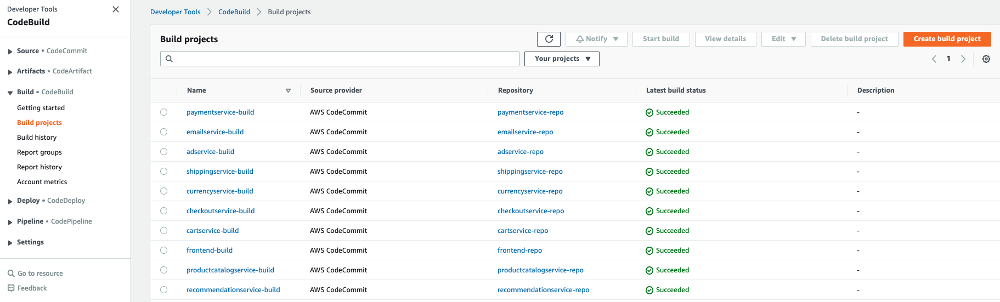 Developer Tools
CodeBuild
Source • CodeCommit
Artifacts • CodeArtifact
Build • CodeBuild
Getting started
Build projects
Build history
Report groups
Report history
Account metrics
Deploy • CodeDeploy
Pipeline • CodePipeline
Settings
Go to resource
Feedback
Developer Tools > CodeBuild > Build projects
Build projects
Notify Start build View details Edit Delete build project Create build project
Your projects 1
Name Source provider Repository Latest build status Description
paymentservice-build AWS CodeCommit paymentservice-repo Succeeded -
emailservice-build AWS CodeCommit emailservice-repo Succeeded -
adservice-build AWS CodeCommit adservice-repo Succeeded -
shippingservice-build AWS CodeCommit shippingservice-repo Succeeded -
currencyservice-build AWS CodeCommit currencyservice-repo Succeeded -
checkoutservice-build AWS CodeCommit checkoutservice-repo Succeeded -
cartservice-build AWS CodeCommit cartservice-repo Succeeded -
frontend-build AWS CodeCommit frontend-repo Succeeded -
productcatalogservice-build AWS CodeCommit productcatalogservice-repo Succeeded -
recommendationservice-build AWS CodeCommit recommendationservice-repo Succeeded -